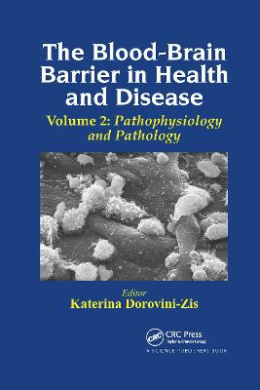 The Blood-Brain
Barrier in Health
and Disease
Volume 2: Pathophysiology
and Pathology
Editor
Katerina Dorovini-Zis
CRC Press
Taylor & Francis Group
A SCIENCE PUBLISHERS BOOK